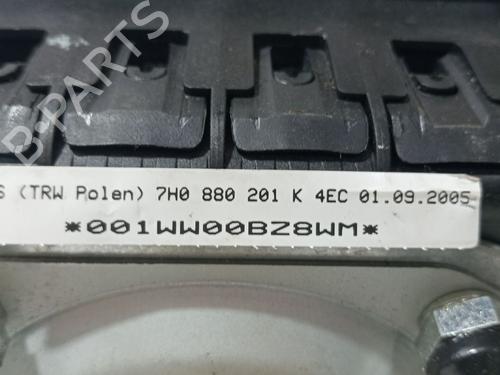 B-PARTS
S (TRW Polen) 7H0 880 201 K 4EC 01.09.2005
*001WW00BZ8WM*